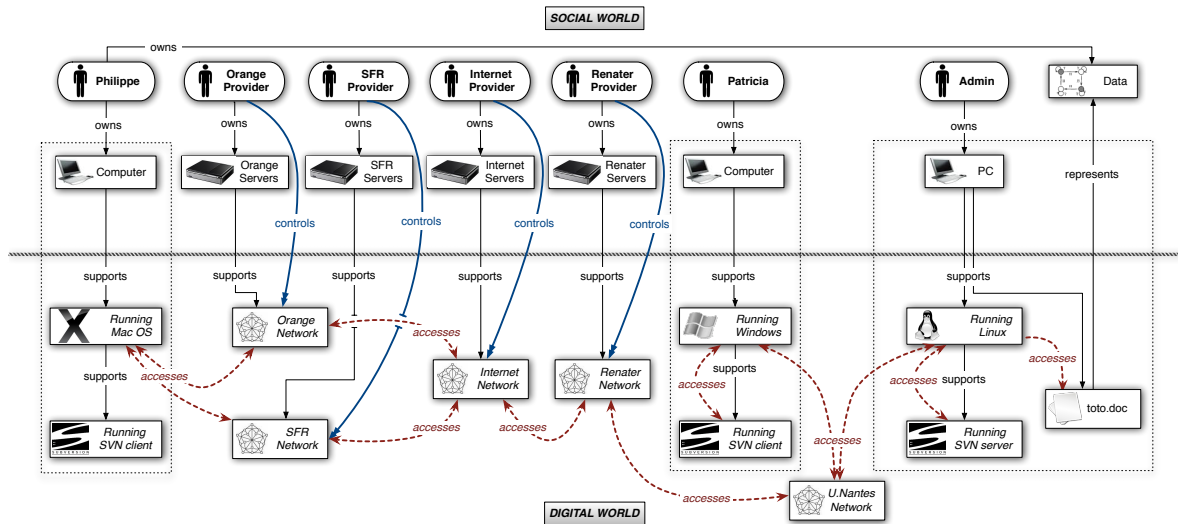 SOCIAL WORLD
owns
Philippe
Orange
Provider
SFR
Provider
Internet
Provider
Renater
Provider
Patricia
Admin
Data
owns
owns
owns
owns
owns
owns
owns
Computer
Orange
Servers
SFR
Servers
Internet
Servers
Renater
Servers
Computer
PC
represents
controls
controls
controls
controls
supports
supports
supports
supports
supports
supports
supports
Running
Mac OS
Orange
Network
accesses
Running
Windows
Running
Linux
accesses
supports
accesses
Internet
Network
Renater
Network
accesses
supports
accesses
supports
toto.doc
Running
SVN client
SUBVERSION
SFR
Network
accesses
accesses
Running
SVN client
SUBVERSION
accesses
Running
SVN server
SUBVERSION
accesses
U.Nantes
Network
DIGITAL WORLD